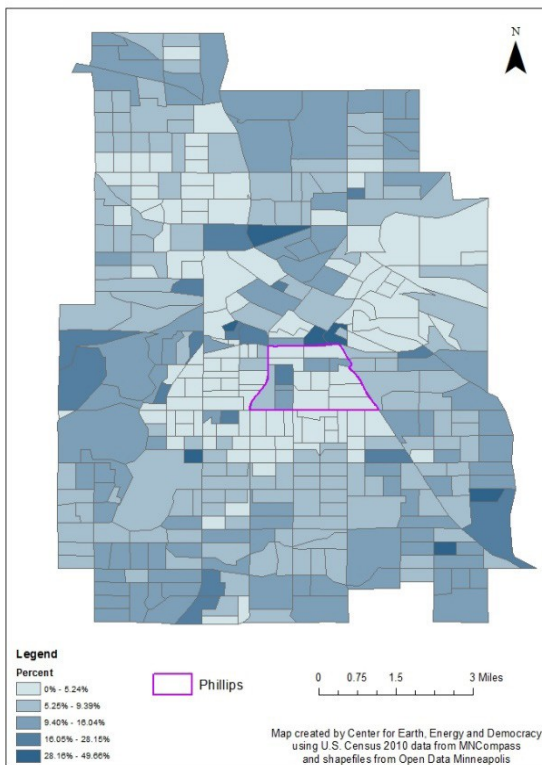 N
Legend
Percent
0% - 5.24%
5.25% - 9.39%
9.40% - 16.04%
16.05% - 28.15%
28.16% - 49.66%
Phillips
0 0.75 1.5 3 Miles
Map created by Center for Earth, Energy and Democracy
using U.S. Census 2010 data from MNCompass
and shapefiles from Open Data Minneapolis